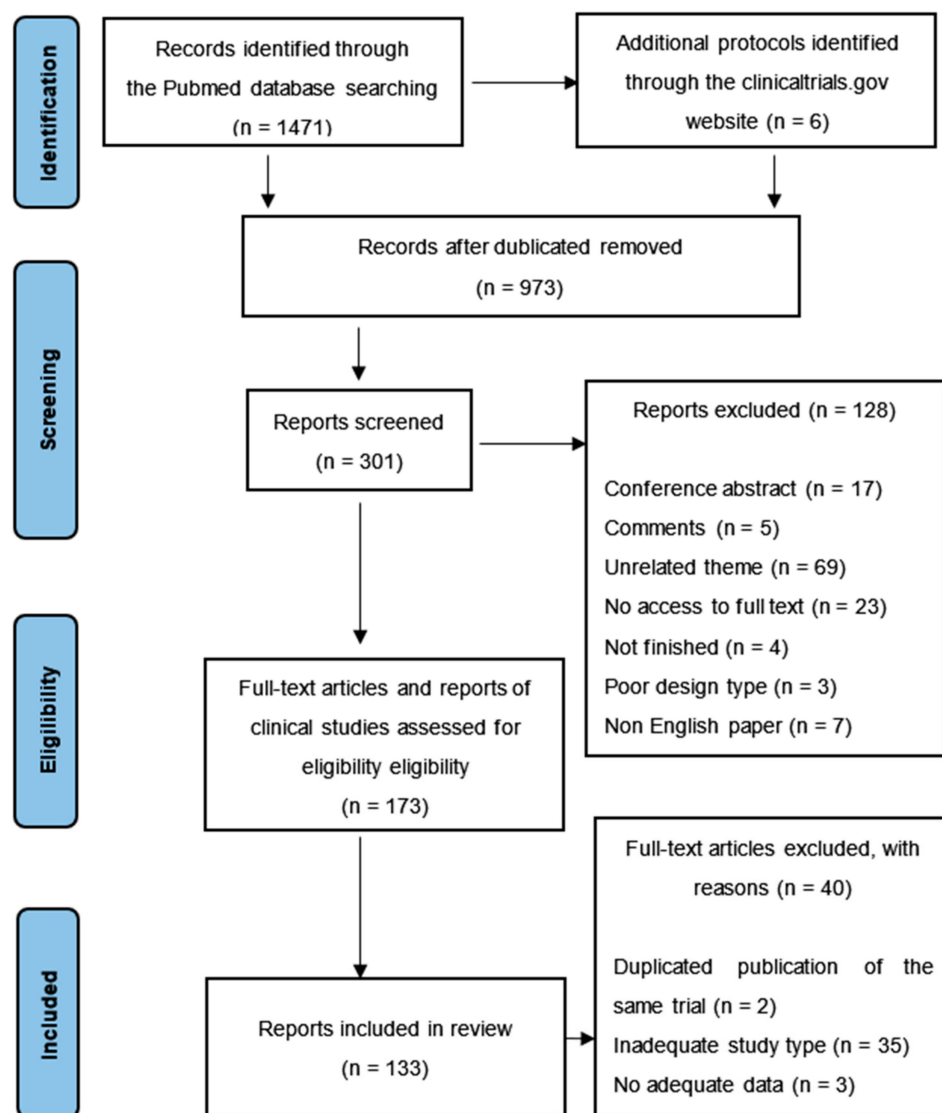 Identification
Records identified through
the Pubmed database searching
(n = 1471)
Additional protocols identified
through the clinicaltrials.gov
website (n = 6)
Records after dublicated removed
(n = 973)
Screening
Reports screened
(n = 301)
Reports excluded (n = 128)
Conference abstract (n = 17)
Comments (n = 5)
Unrelated theme (n = 69)
No access to full text (n = 23)
Not finished (n = 4)
Poor design type (n = 3)
Non English paper (n = 7)
Eligilibility
Full-text articles and reports of
clinical studies assessed for
eligibility eligibility
(n = 173)
Full-text articles excluded, with
reasons (n = 40)
Duplicated publication of the
same trial (n = 2)
Inadequate study type (n = 35)
No adequate data (n = 3)
Included
Reports included in review
(n = 133)